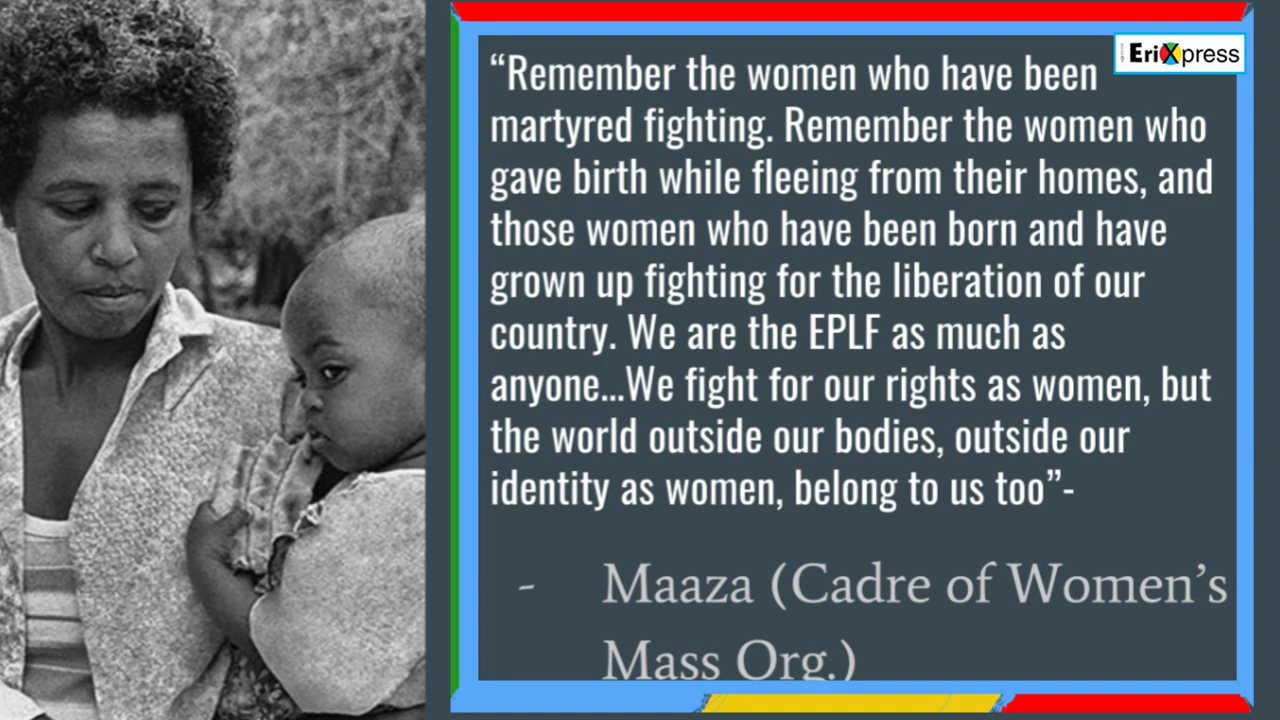 EriXpress
“Remember the women who have been
martyred fighting. Remember the women who
gave birth while fleeing from their homes, and
those women who have been born and have
grown up fighting for the liberation of our
country. We are the EPLF as much as
anyone...We fight for our rights as women, but
the world outside our bodies, outside our
identity as women, belong to us too”-
- Maaza (Cadre of Women’s
Mass Org.)